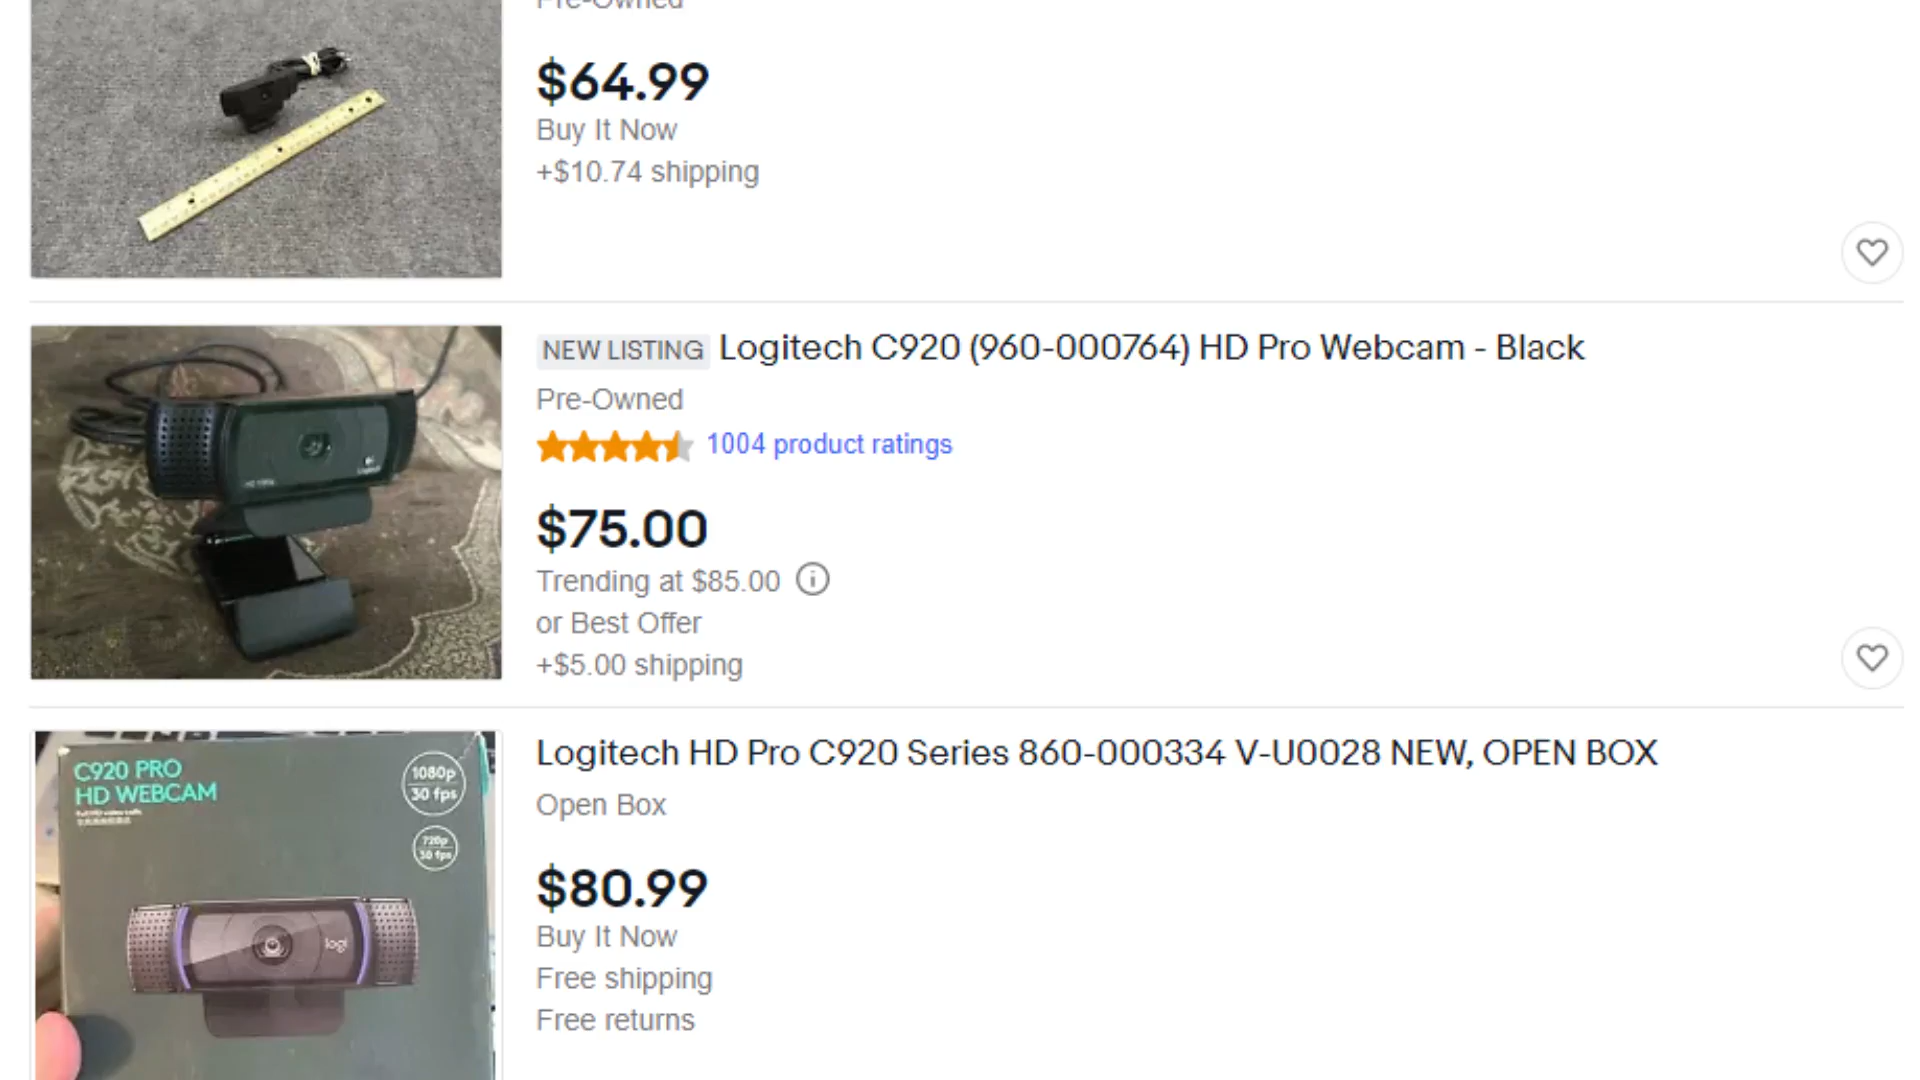 Pre-Owned
$64.99
Buy It Now
+$10.74 shipping
NEW LISTING Logitech C920 (960-000764) HD Pro Webcam - Black
Pre-Owned
1004 product ratings
$75.00
Trending at $85.00
or Best Offer
+$5.00 shipping
Logitech HD Pro C920 Series 860-000334 V-U0028 NEW, OPEN BOX
Open Box
$80.99
Buy It Now
Free shipping
Free returns
C920 PRO
HD WEBCAM
1080p
30 fps
720p
30 fps
logi